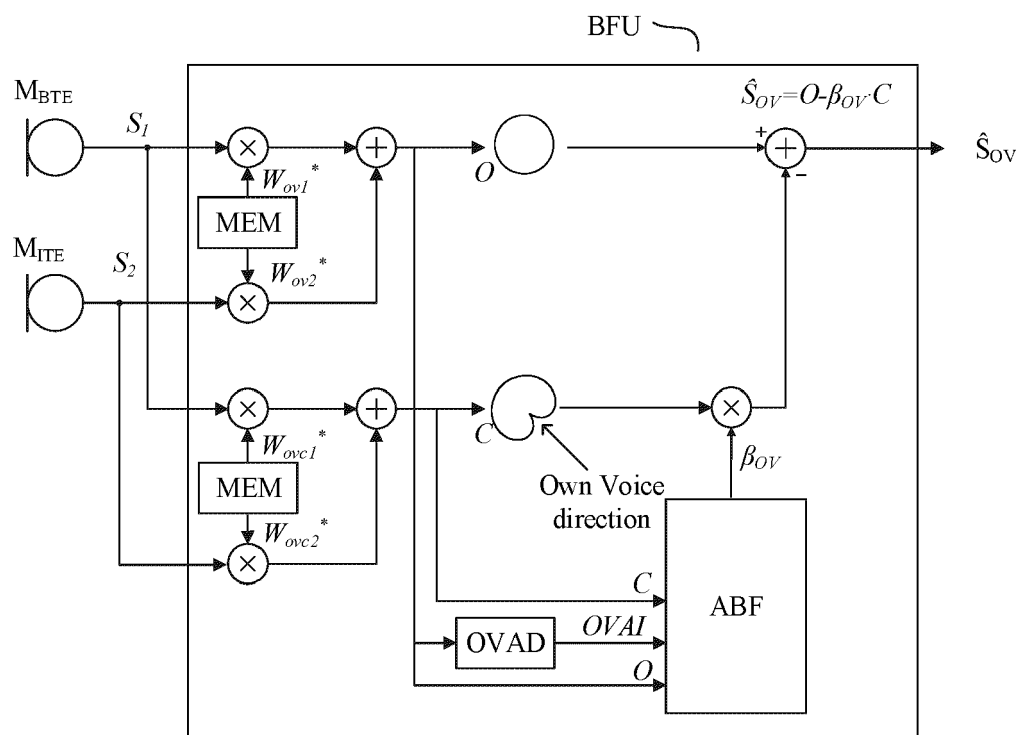 BFU
M_BTE
S_1
Ŝ_OV=O-β_OV·C
×
+
O
+
+
−
Ŝ_OV
W_ov1*
MEM
M_ITE
S_2
W_ov2*
×
×
+
C
×
W_ovc1*
MEM
β_OV
Own Voice
direction
W_ovc2*
×
C
ABF
OVAD
OVAI
O